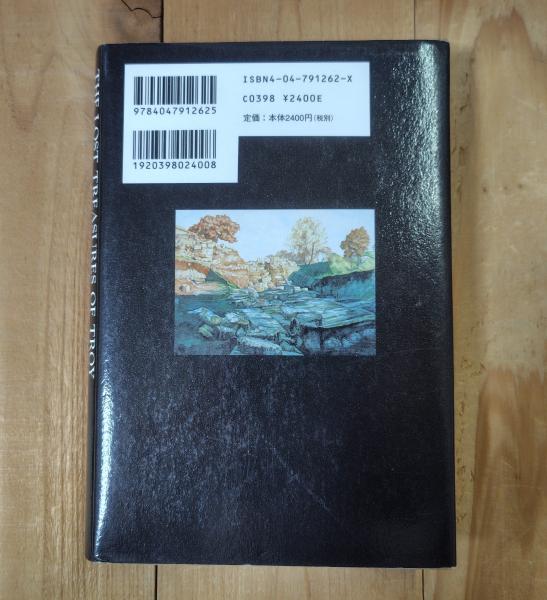 ISBN4-04-791262-X
C0398 ¥2400E
定価：本体2400円(税別)
9784047912625
1920398024008
THE LOST TREASURES OF TROY